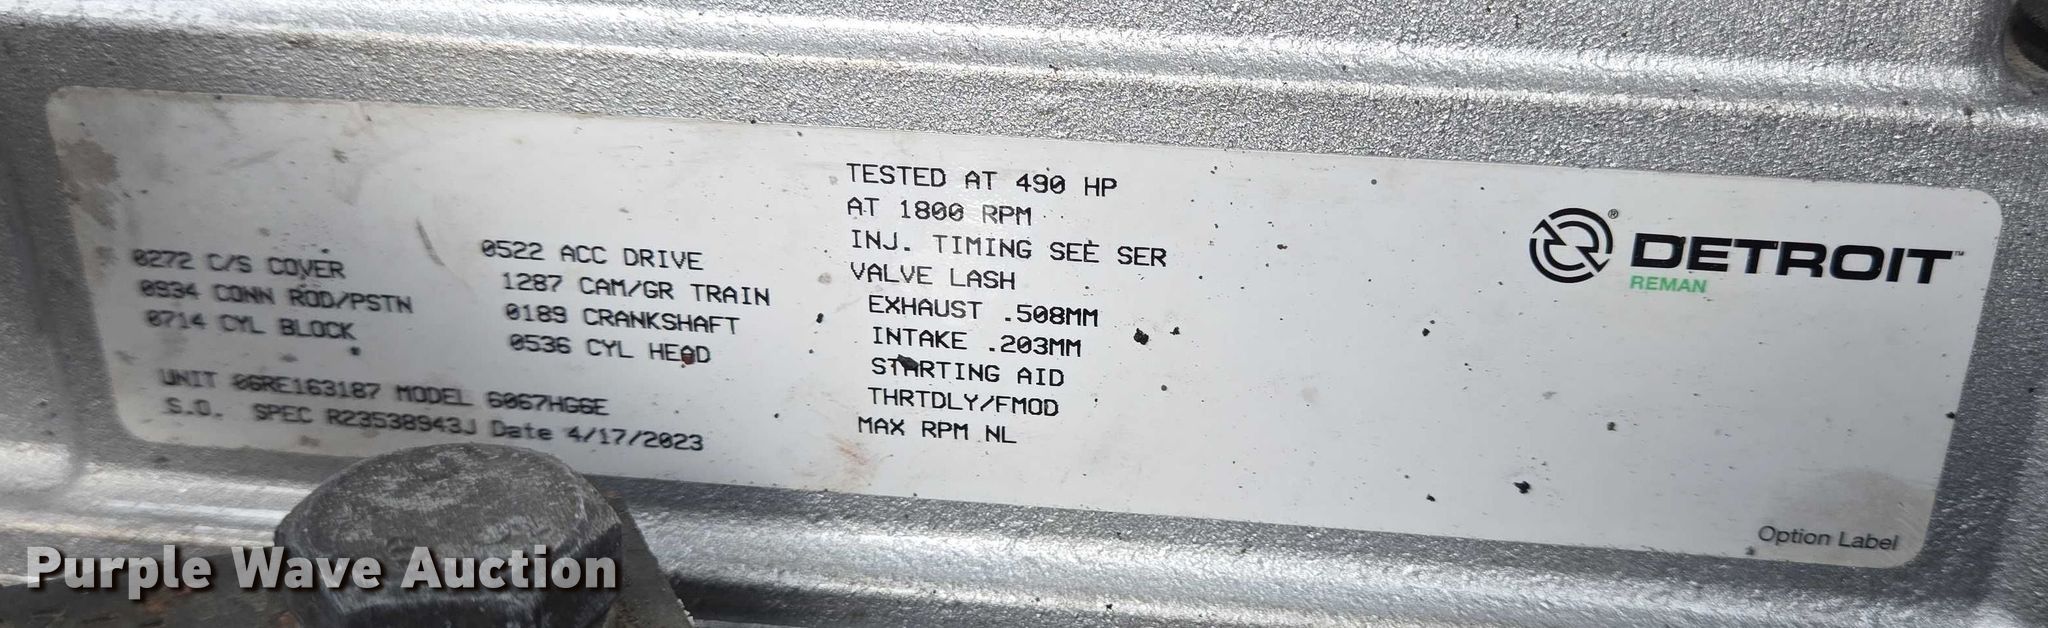 0272 C/S COVER
0934 CONN ROD/PSTN
0714 CYL BLOCK
0522 ACC DRIVE
1287 CAM/GR TRAIN
0189 CRANKSHAFT
0536 CYL HEAD
UNIT 06RE163187 MODEL 6067HG6E
S.O. SPEC R23538943J Date 4/17/2023
TESTED AT 490 HP
AT 1800 RPM
INJ. TIMING SEE SER
VALVE LASH
EXHAUST .508MM
INTAKE .203MM
STARTING AID
THRTDLY/FMOD
MAX RPM NL
® DETROIT™
REMAN
Option Label
Purple Wave Auction